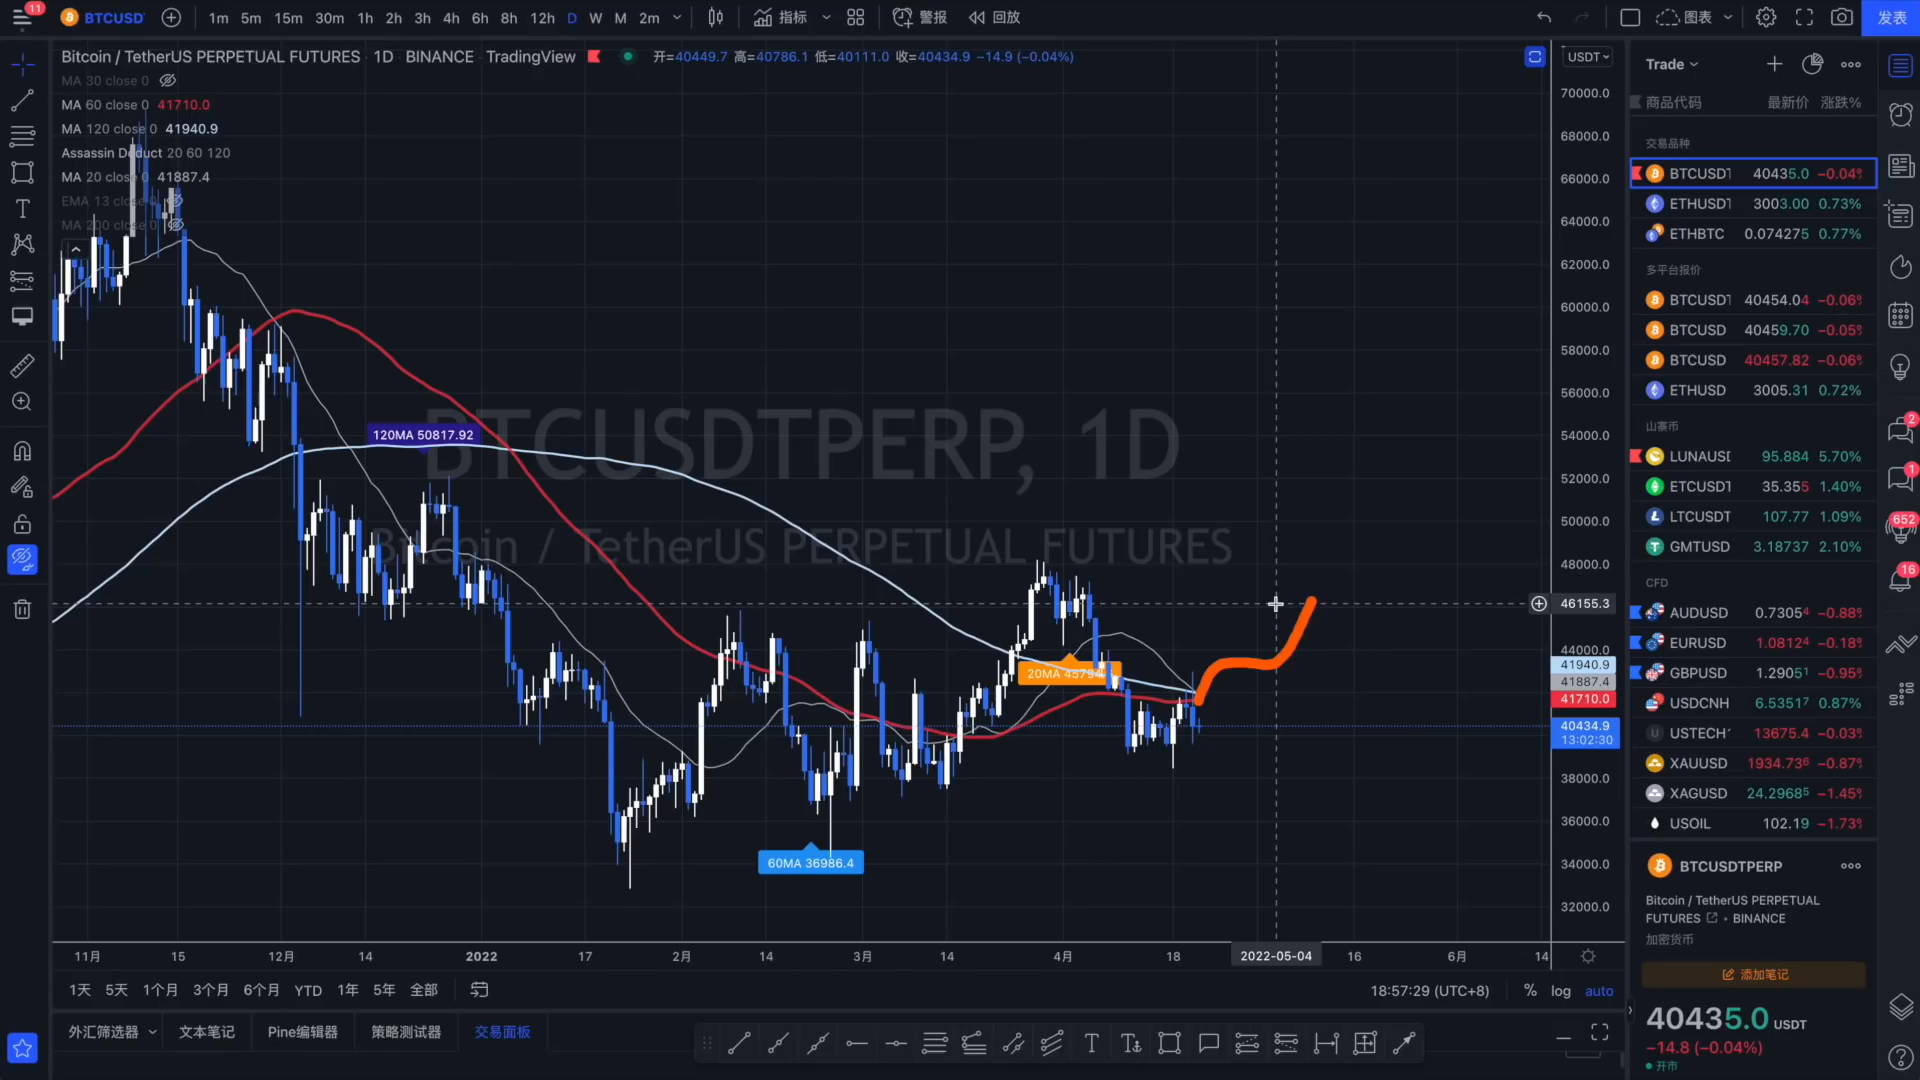 11
BTCUSDT
1m 5m 15m 30m 1h 2h 3h 4h 6h 8h 12h D W M 2m
指标
警报
回放
图表
发表
Bitcoin / TetherUS PERPETUAL FUTURES 1D BINANCE TradingView
开=40449.7 高=40786.1 低=40111.0 收=40434.9 −14.9 (−0.04%)
MA 30 close 0
MA 60 close 0 41710.0
MA 120 close 0 41940.9
Assassin Deduct 20 60 120
MA 20 close 0 41887.4
EMA 13 close 0
MA 200 close 0
BTCUSDTPERP, 1D
Bitcoin / TetherUS PERPETUAL FUTURES
120MA 50817.92
20MA 45794
60MA 36986.4
USDT
70000.0
68000.0
66000.0
64000.0
62000.0
60000.0
58000.0
56000.0
54000.0
52000.0
50000.0
48000.0
46155.3
44000.0
41940.9
41887.4
41710.0
40434.9
13:02:30
38000.0
36000.0
34000.0
32000.0
11月 15 12月 14 2022 17 2月 14 3月 14 4月 18 2022-05-04 16 6月 14
1天 5天 1个月 3个月 6个月 YTD 1年 5年 全部
18:57:29 (UTC+8) % log auto
外汇筛选器 文本笔记 Pine编辑器 策略测试器 交易面板
Trade
商品代码 最新价 涨跌%
交易品种
BTCUSDT 40435.0 −0.04%
ETHUSDT 3003.00 0.73%
ETHBTC 0.074275 0.77%
多平台报价
BTCUSDT 40454.04 −0.06%
BTCUSD 40459.70 −0.05%
BTCUSD 40457.82 −0.06%
ETHUSD 3005.31 0.72%
山寨币
LUNAUSD 95.884 5.70%
ETCUSDT 35.355 1.40%
LTCUSDT 107.77 1.09%
GMTUSD 3.18737 2.10%
CFD
AUDUSD 0.73054 −0.88%
EURUSD 1.08124 −0.18%
GBPUSD 1.29051 −0.95%
USDCNH 6.53517 0.87%
USTECH 13675.4 −0.03%
XAUUSD 1934.736 −0.87%
XAGUSD 24.29685 −1.45%
USOIL 102.19 −1.73%
BTCUSDTPERP
Bitcoin / TetherUS PERPETUAL
FUTURES • BINANCE
加密货币
添加笔记
40435.0 USDT
−14.8 (−0.04%)
开市
2
1
652
16